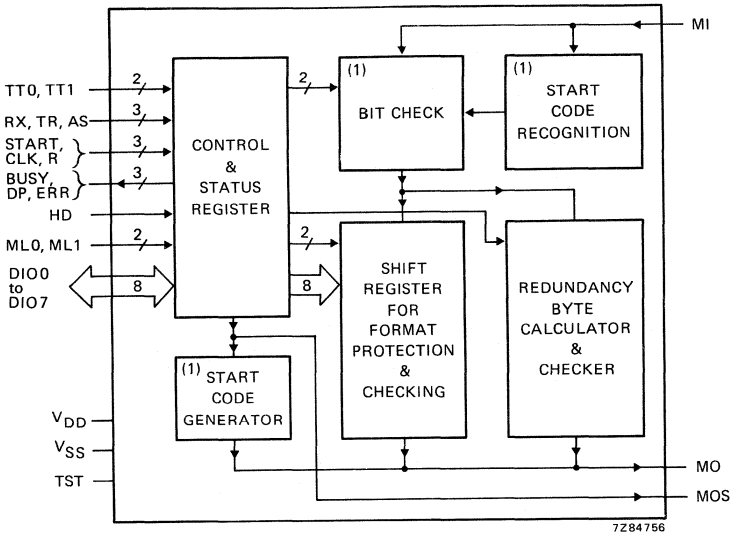 MI
TT0, TT1
2
RX, TR, AS
3
START,
CLK, R
3
BUSY,
DP, ERR
3
HD
ML0, ML1
2
DIO0
to
DIO7
8
CONTROL
&
STATUS
REGISTER
2
2
8
(1)
BIT CHECK
(1)
START
CODE
RECOGNITION
SHIFT
REGISTER
FOR
FORMAT
PROTECTION
&
CHECKING
REDUNDANCY
BYTE
CALCULATOR
&
CHECKER
(1)
START
CODE
GENERATOR
VDD
VSS
TST
MO
MOS
7Z84756